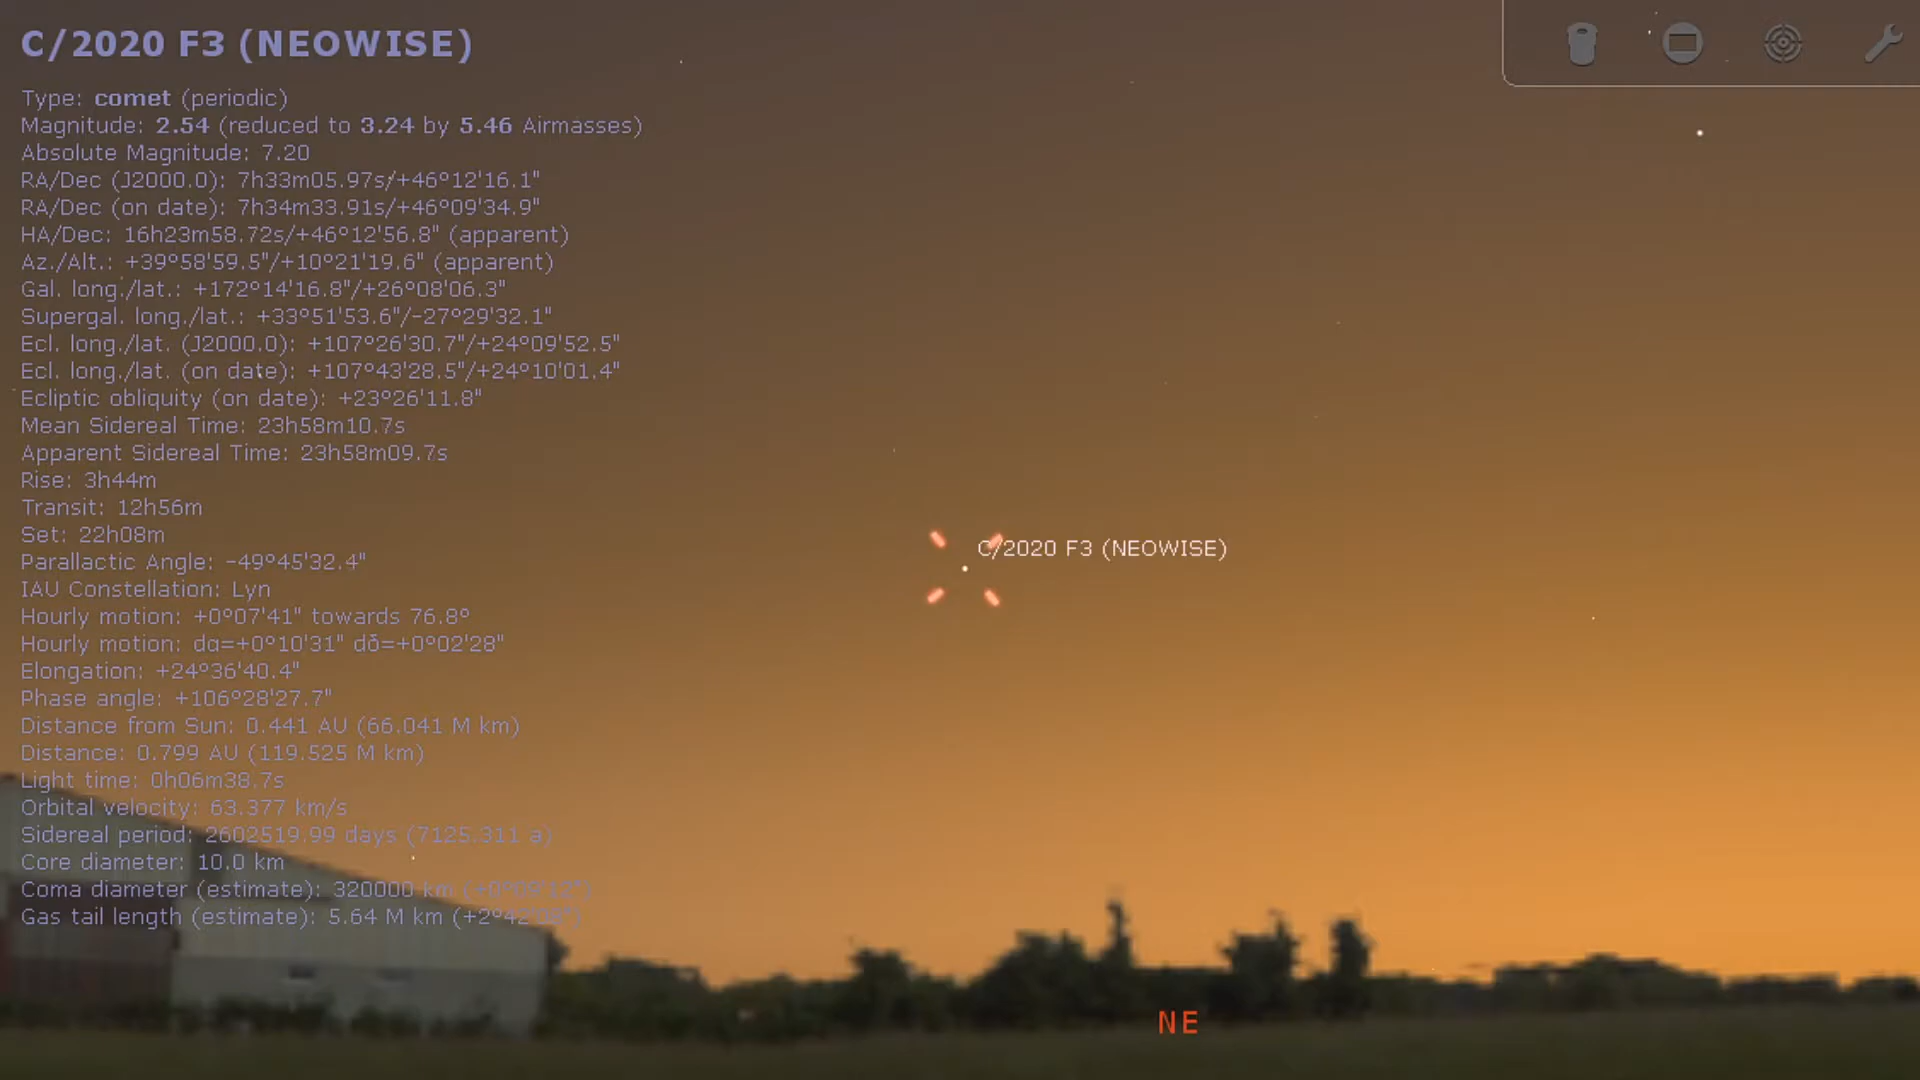 C/2020 F3 (NEOWISE)
Type: comet (periodic)
Magnitude: 2.54 (reduced to 3.24 by 5.46 Airmasses)
Absolute Magnitude: 7.20
RA/Dec (J2000.0): 7h33m05.97s/+46°12'16.1"
RA/Dec (on date): 7h34m33.91s/+46°09'34.9"
HA/Dec: 16h23m58.72s/+46°12'56.8" (apparent)
Az./Alt.: +39°58'59.5"/+10°21'19.6" (apparent)
Gal. long./lat.: +172°14'16.8"/+26°08'06.3"
Supergal. long./lat.: +33°51'53.6"/-27°29'32.1"
Ecl. long./lat. (J2000.0): +107°26'30.7"/+24°09'52.5"
Ecl. long./lat. (on date): +107°43'28.5"/+24°10'01.4"
Ecliptic obliquity (on date): +23°26'11.8"
Mean Sidereal Time: 23h58m10.7s
Apparent Sidereal Time: 23h58m09.7s
Rise: 3h44m
Transit: 12h56m
Set: 22h08m
Parallactic Angle: -49°45'32.4"
IAU Constellation: Lyn
Hourly motion: +0°07'41" towards 76.8°
Hourly motion: dα=+0°10'31" dδ=+0°02'28"
Elongation: +24°36'40.4"
Phase angle: +106°28'27.7"
Distance from Sun: 0.441 AU (66.041 M km)
Distance: 0.799 AU (119.525 M km)
Light time: 0h06m38.7s
Orbital velocity: 63.377 km/s
Sidereal period: 2602519.99 days (7125.311 a)
Core diameter: 10.0 km
Coma diameter (estimate): 320000 km (+0°09'12")
Gas tail length (estimate): 5.64 M km (+2°42'08")
C/2020 F3 (NEOWISE)
NE